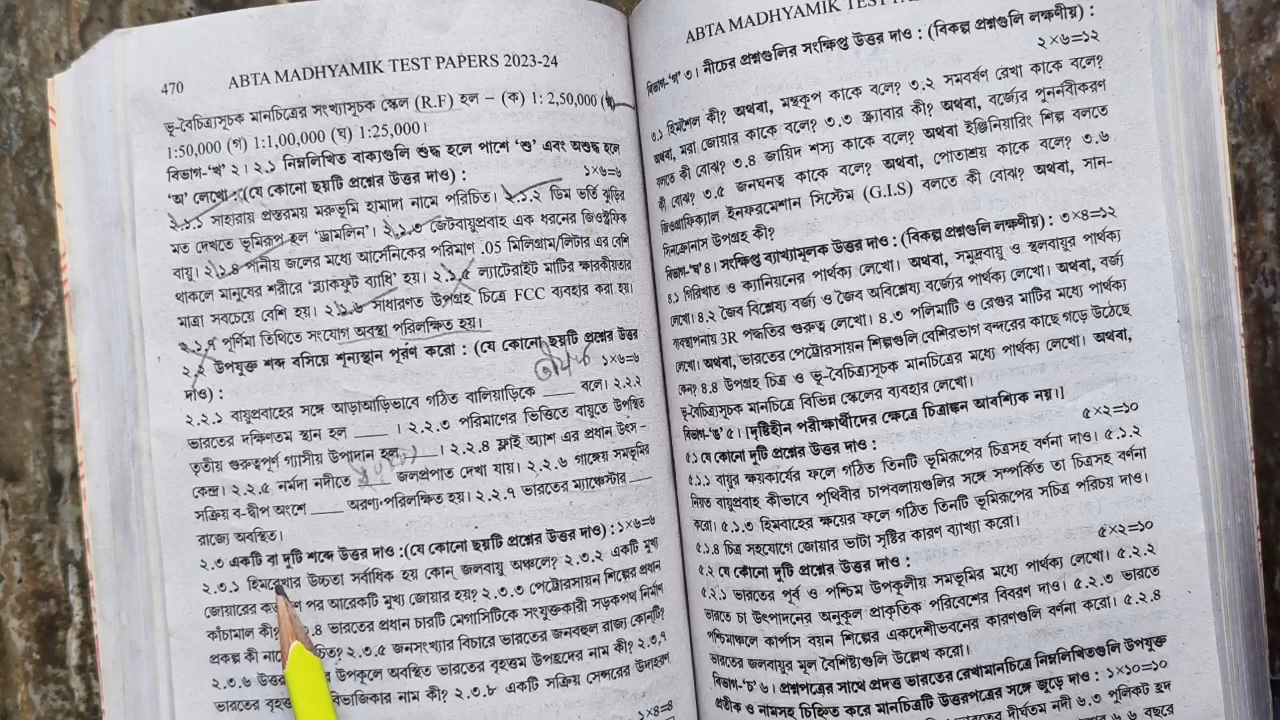 470 ABTA MADHYAMIK TEST PAPERS 2023-24
ভূ-বৈচিত্র্যসূচক মানচিত্রের সংখ্যাসূচক স্কেল (R.F) হল – (ক) 1: 2,50,000
1:50,000 (গ) 1:1,00,000 (ঘ) 1:25,000।
বিভাগ-‘খ’ ২। ২.১ নিম্নলিখিত বাক্যগুলি শুদ্ধ হলে পাশে ‘শু’ এবং অশুদ্ধ হলে
‘অ’ লেখো : (যে কোনো ছয়টি প্রশ্নের উত্তর দাও) : ১×৬=৬
২.১.১ সাহারায় প্রস্তরময় মরুভূমি হামাদা নামে পরিচিত। ২.১.২ ডিম ভর্তি ঝুড়ির
মত দেখতে ভূমিরূপ হল ‘ড্রামলিন’। ২.১.৩ জেটবায়ুপ্রবাহ এক ধরনের জিওস্ট্রফিক
বায়ু। ২.১.৪ পানীয় জলের মধ্যে আর্সেনিকের পরিমাণ .05 মিলিগ্রাম/লিটার এর বেশি
থাকলে মানুষের শরীরে ‘ব্ল্যাকফুট ব্যাধি’ হয়। ২.১.৫ ল্যাটেরাইট মাটির ক্ষারকীয়তার
মাত্রা সবচেয়ে বেশি হয়। ২.১.৬ সাধারণত উপগ্রহ চিত্রে FCC ব্যবহার করা হয়।
২.১.৭ পূর্ণিমা তিথিতে সংযোগ অবস্থা পরিলক্ষিত হয়।
২.২ উপযুক্ত শব্দ বসিয়ে শূন্যস্থান পূরণ করো : (যে কোনো ছয়টি প্রশ্নের উত্তর
দাও) : ১×৬=৬
২.২.১ বায়ুপ্রবাহের সঙ্গে আড়াআড়িভাবে গঠিত বালিয়াড়িকে ____ বলে। ২.২.২
ভারতের দক্ষিণতম স্থান হল ____ । ২.২.৩ পরিমাণের ভিত্তিতে বায়ুতে উপস্থিত
তৃতীয় গুরুত্বপূর্ণ গ্যাসীয় উপাদান হল ____। ২.২.৪ ফ্লাই অ্যাশ এর প্রধান উৎস –
কেন্দ্র। ২.২.৫ নর্মদা নদীতে ____ জলপ্রপাত দেখা যায়। ২.২.৬ গাঙ্গেয় সমভূমির
সক্রিয় ব-দ্বীপ অংশে ____ অরণ্য পরিলক্ষিত হয়। ২.২.৭ ভারতের ম্যাঞ্চেস্টার ____
রাজ্যে অবস্থিত।
২.৩ একটি বা দুটি শব্দে উত্তর দাও : (যে কোনো ছয়টি প্রশ্নের উত্তর দাও) : ১×৬=৬
২.৩.১ হিমরেখার উচ্চতা সর্বাধিক হয় কোন্ জলবায়ু অঞ্চলে? ২.৩.২ একটি মুখ্য
জোয়ারের পর আরেকটি মুখ্য জোয়ার হয়? ২.৩.৩ পেট্রোরসায়ন শিল্পের প্রধান
কাঁচামাল কী? .৪ ভারতের প্রধান চারটি মেগাসিটিকে সংযুক্তকারী সড়কপথ নির্মাণ
প্রকল্প কী নামে ২.৩.৫ জনসংখ্যার বিচারে ভারতের জনবহুল রাজ্য কোনটি?
২.৩.৬ উপকূলে অবস্থিত ভারতের বৃহত্তম উপহ্রদের নাম কী? ২.৩.৭
ভারতের বৃহত্তম বিভাজিকার নাম কী? ২.৩.৮ একটি সক্রিয় সেন্সরের উদাহরণ
১×৪=৪
ABTA MADHYAMIK TEST
বিভাগ-‘গ’ ৩। নীচের প্রশ্নগুলির সংক্ষিপ্ত উত্তর দাও : (বিকল্প প্রশ্নগুলি লক্ষণীয়) :
২×৬=১২
৩.১ হিমশৈল কী? অথবা, মন্থকূপ কাকে বলে? ৩.২ সমবর্ষণ রেখা কাকে বলে?
অথবা, মরা জোয়ার কাকে বলে? ৩.৩ স্ক্রাবার কী? অথবা, বর্জ্যের পুনর্নবীকরণ
বলতে কী বোঝ? ৩.৪ জায়িদ শস্য কাকে বলে? অথবা ইঞ্জিনিয়ারিং শিল্প বলতে
কী বোঝ? ৩.৫ জনঘনত্ব কাকে বলে? অথবা, পোতাশ্রয় কাকে বলে? ৩.৬
জিওগ্রাফিক্যাল ইনফরমেশান সিস্টেম (G.I.S) বলতে কী বোঝ? অথবা, সান-
সিনক্রোনাস উপগ্রহ কী?
বিভাগ-‘ঘ’ ৪। সংক্ষিপ্ত ব্যাখ্যামূলক উত্তর দাও : (বিকল্প প্রশ্নগুলি লক্ষণীয়) : ৩×৪=১২
৪.১ গিরিখাত ও ক্যানিয়নের পার্থক্য লেখো। অথবা, সমুদ্রবায়ু ও স্থলবায়ুর পার্থক্য
লেখো। ৪.২ জৈব বিশ্লেষ্য বর্জ্য ও জৈব অবিশ্লেষ্য বর্জ্যের পার্থক্য লেখো। অথবা, বর্জ্য
ব্যবস্থাপনায় 3R পদ্ধতির গুরুত্ব লেখো। ৪.৩ পলিমাটি ও রেগুর মাটির মধ্যে পার্থক্য
লেখো। অথবা, ভারতের পেট্রোরসায়ন শিল্পগুলি বেশিরভাগ বন্দরের কাছে গড়ে উঠেছে
কেন? ৪.৪ উপগ্রহ চিত্র ও ভূ-বৈচিত্র্যসূচক মানচিত্রের মধ্যে পার্থক্য লেখো। অথবা,
ভূ-বৈচিত্র্যসূচক মানচিত্রে বিভিন্ন স্কেলের ব্যবহার লেখো।
বিভাগ-‘ঙ’ ৫। [দৃষ্টিহীন পরীক্ষার্থীদের ক্ষেত্রে চিত্রাঙ্কন আবশ্যিক নয়।]
৫.১ যে কোনো দুটি প্রশ্নের উত্তর দাও : ৫×২=১০
৫.১.১ বায়ুর ক্ষয়কার্যের ফলে গঠিত তিনটি ভূমিরূপের চিত্রসহ বর্ণনা দাও। ৫.১.২
নিয়ত বায়ুপ্রবাহ কীভাবে পৃথিবীর চাপবলয়গুলির সঙ্গে সম্পর্কিত তা চিত্রসহ বর্ণনা
করো। ৫.১.৩ হিমবাহের ক্ষয়ের ফলে গঠিত তিনটি ভূমিরূপের সচিত্র পরিচয় দাও।
৫.১.৪ চিত্র সহযোগে জোয়ার ভাটা সৃষ্টির কারণ ব্যাখ্যা করো।
৫.২ যে কোনো দুটি প্রশ্নের উত্তর দাও : ৫×২=১০
৫.২.১ ভারতের পূর্ব ও পশ্চিম উপকূলীয় সমভূমির মধ্যে পার্থক্য লেখো। ৫.২.২
ভারতে চা উৎপাদনের অনুকূল প্রাকৃতিক পরিবেশের বিবরণ দাও। ৫.২.৩ ভারতে
পশ্চিমাঞ্চলে কার্পাস বয়ন শিল্পের একদেশীভবনের কারণগুলি বর্ণনা করো। ৫.২.৪
ভারতের জলবায়ুর মূল বৈশিষ্ট্যগুলি উল্লেখ করো।
বিভাগ-‘চ’ ৬। প্রশ্নপত্রের সাথে প্রদত্ত ভারতের রেখামানচিত্রে নিম্নলিখিতগুলি উপযুক্ত
প্রতীক ও নামসহ চিহ্নিত করে মানচিত্রটি উত্তরপত্রের সঙ্গে জুড়ে দাও : ১×১০=১০
দীর্ঘতম নদী ৬.৩ পুলিকট হ্রদ